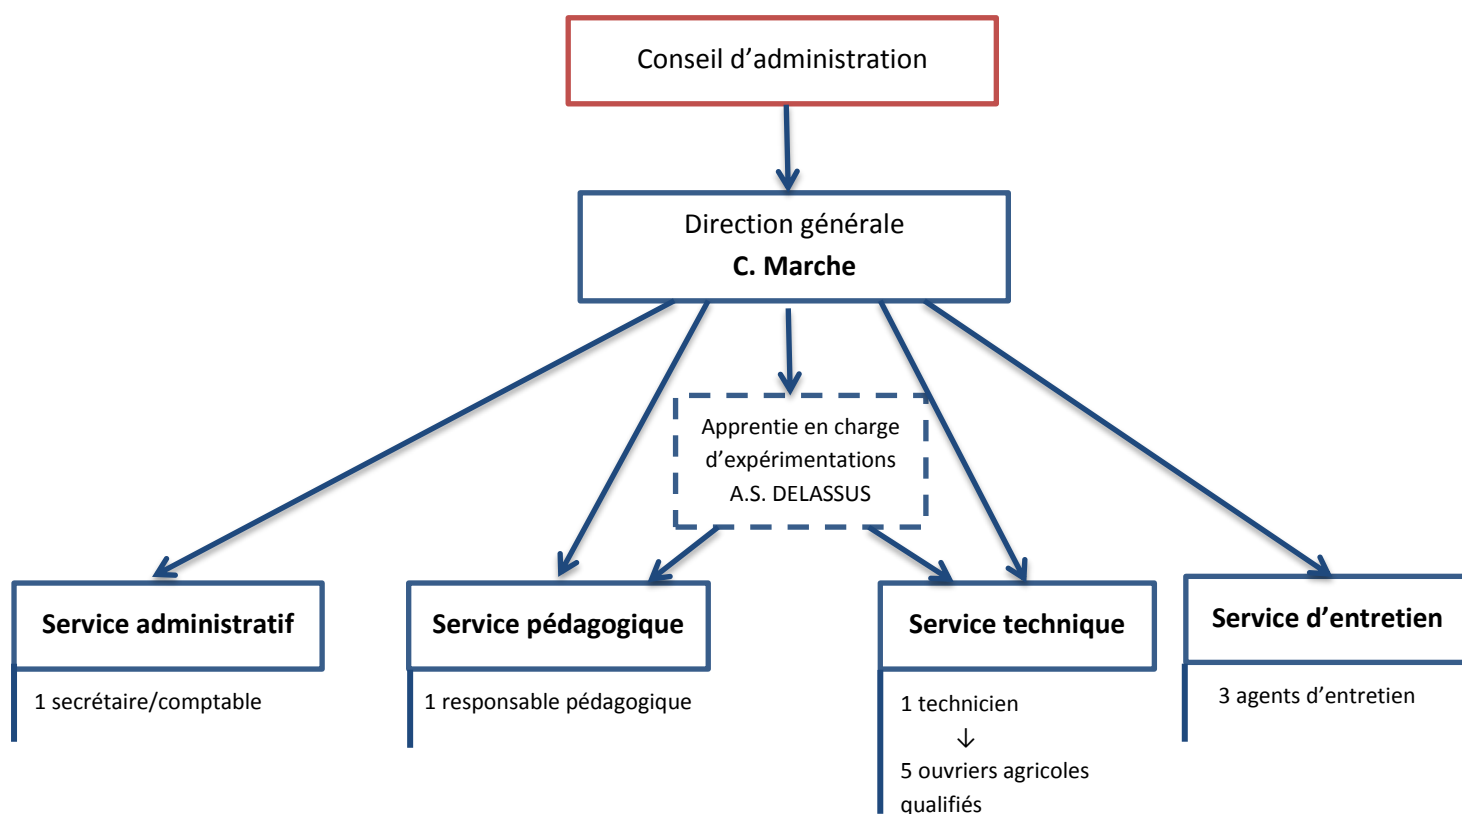 Conseil d’administration
Direction générale
C. Marche
Apprentie en charge
d’expérimentations
A.S. DELASSUS
Service administratif
1 secrétaire/comptable
Service pédagogique
1 responsable pédagogique
Service technique
1 technicien
↓
5 ouvriers agricoles
qualifiés
Service d’entretien
3 agents d’entretien